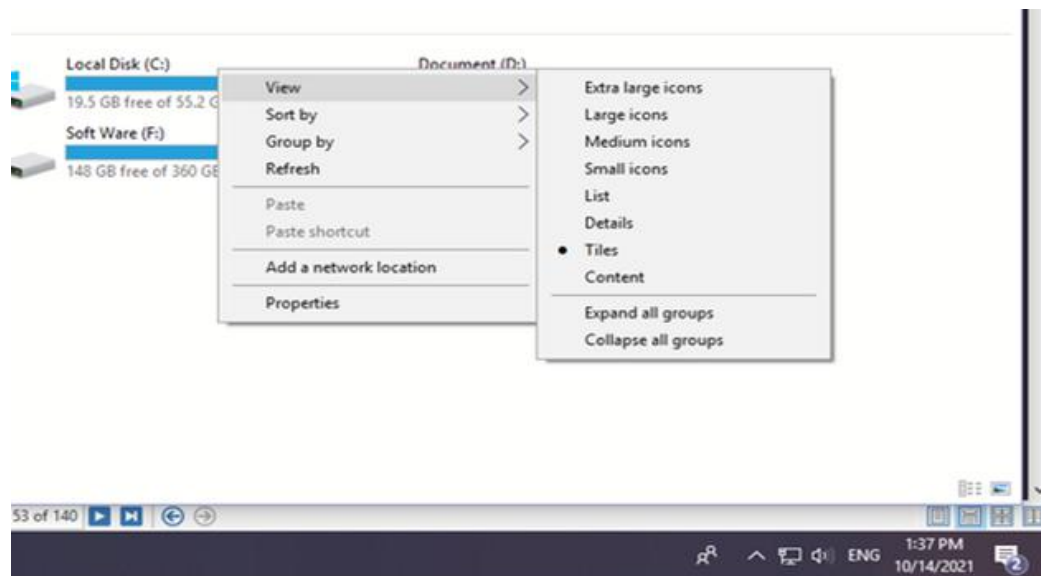 Local Disk (C:)
Document (D:)
19.5 GB free of 55.2 G
Soft Ware (F:)
148 GB free of 360 GB
View
Sort by
Group by
Refresh
Paste
Paste shortcut
Add a network location
Properties
Extra large icons
Large icons
Medium icons
Small icons
List
Details
Tiles
Content
Expand all groups
Collapse all groups
53 of 140
ENG
1:37 PM
10/14/2021
2